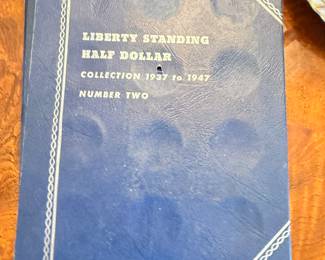 LIBERTY STANDING
HALF DOLLAR
COLLECTION 1937 to 1947
NUMBER TWO